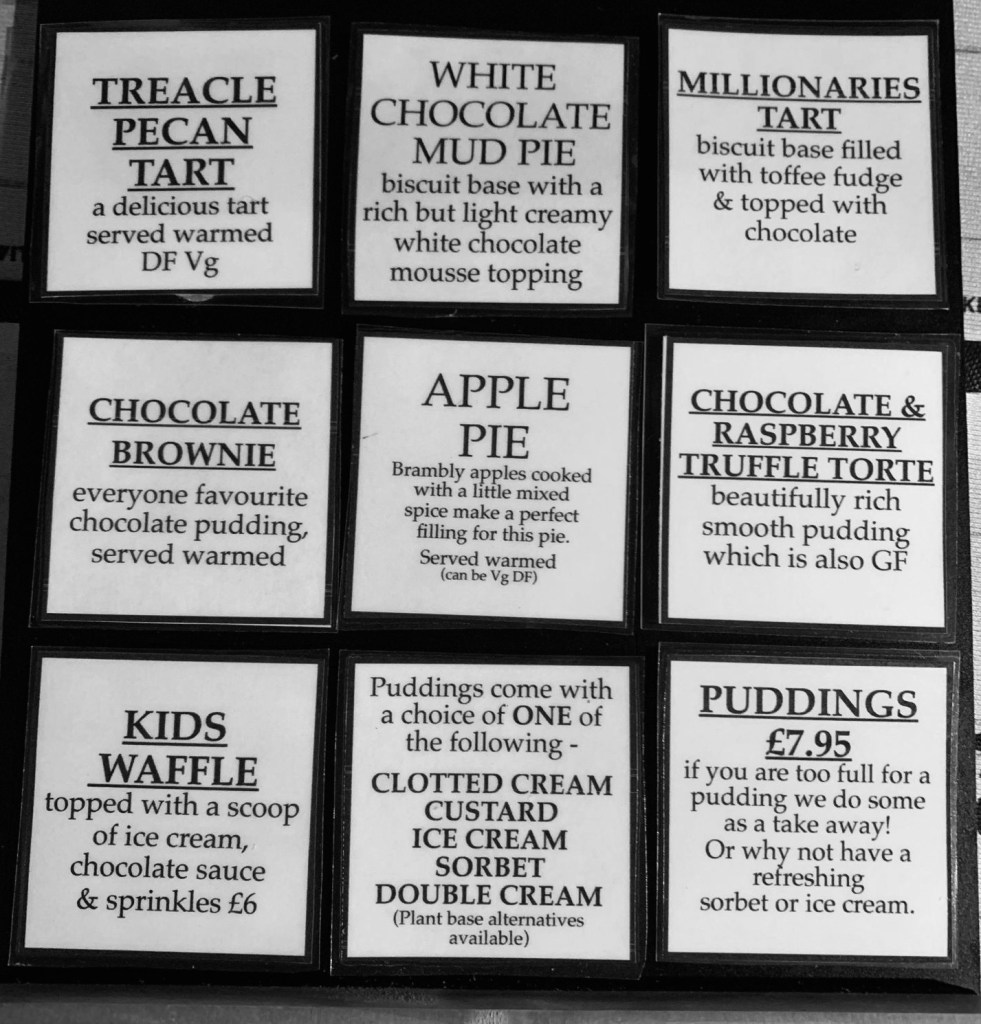 TREACLE
PECAN
TART
a delicious tart
served warmed
DF Vg
WHITE
CHOCOLATE
MUD PIE
biscuit base with a
rich but light creamy
white chocolate
mousse topping
MILLIONARIES
TART
biscuit base filled
with toffee fudge
& topped with
chocolate
CHOCOLATE
BROWNIE
everyone favourite
chocolate pudding,
served warmed
APPLE
PIE
Brambly apples cooked
with a little mixed
spice make a perfect
filling for this pie.
Served warmed
(can be Vg DF)
CHOCOLATE &
RASPBERRY
TRUFFLE TORTE
beautifully rich
smooth pudding
which is also GF
KIDS
WAFFLE
topped with a scoop
of ice cream,
chocolate sauce
& sprinkles £6
Puddings come with
a choice of ONE of
the following -
CLOTTED CREAM
CUSTARD
ICE CREAM
SORBET
DOUBLE CREAM
(Plant base alternatives
available)
PUDDINGS
£7.95
if you are too full for a
pudding we do some
as a take away!
Or why not have a
refreshing
sorbet or ice cream.